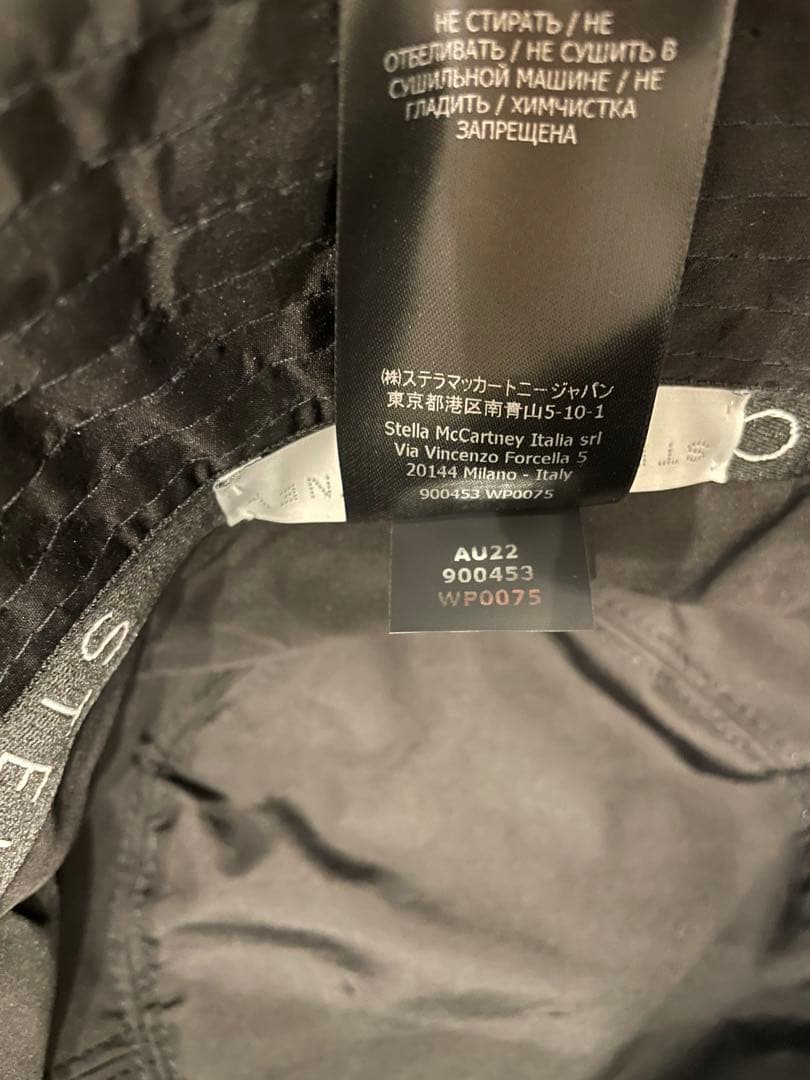 НЕ СТИРАТЬ / НЕ
ОТБЕЛИВАТЬ / НЕ СУШИТЬ В
СУШИЛЬНОЙ МАШИНЕ / НЕ
ГЛАДИТЬ / ХИМЧИСТКА
ЗАПРЕЩЕНА
(株)ステラマッカートニージャパン
東京都港区南青山5-10-1
Stella McCartney Italia srl
Via Vincenzo Forcella 5
20144 Milano - Italy
900453 WP0075
AU22
900453
WP0075